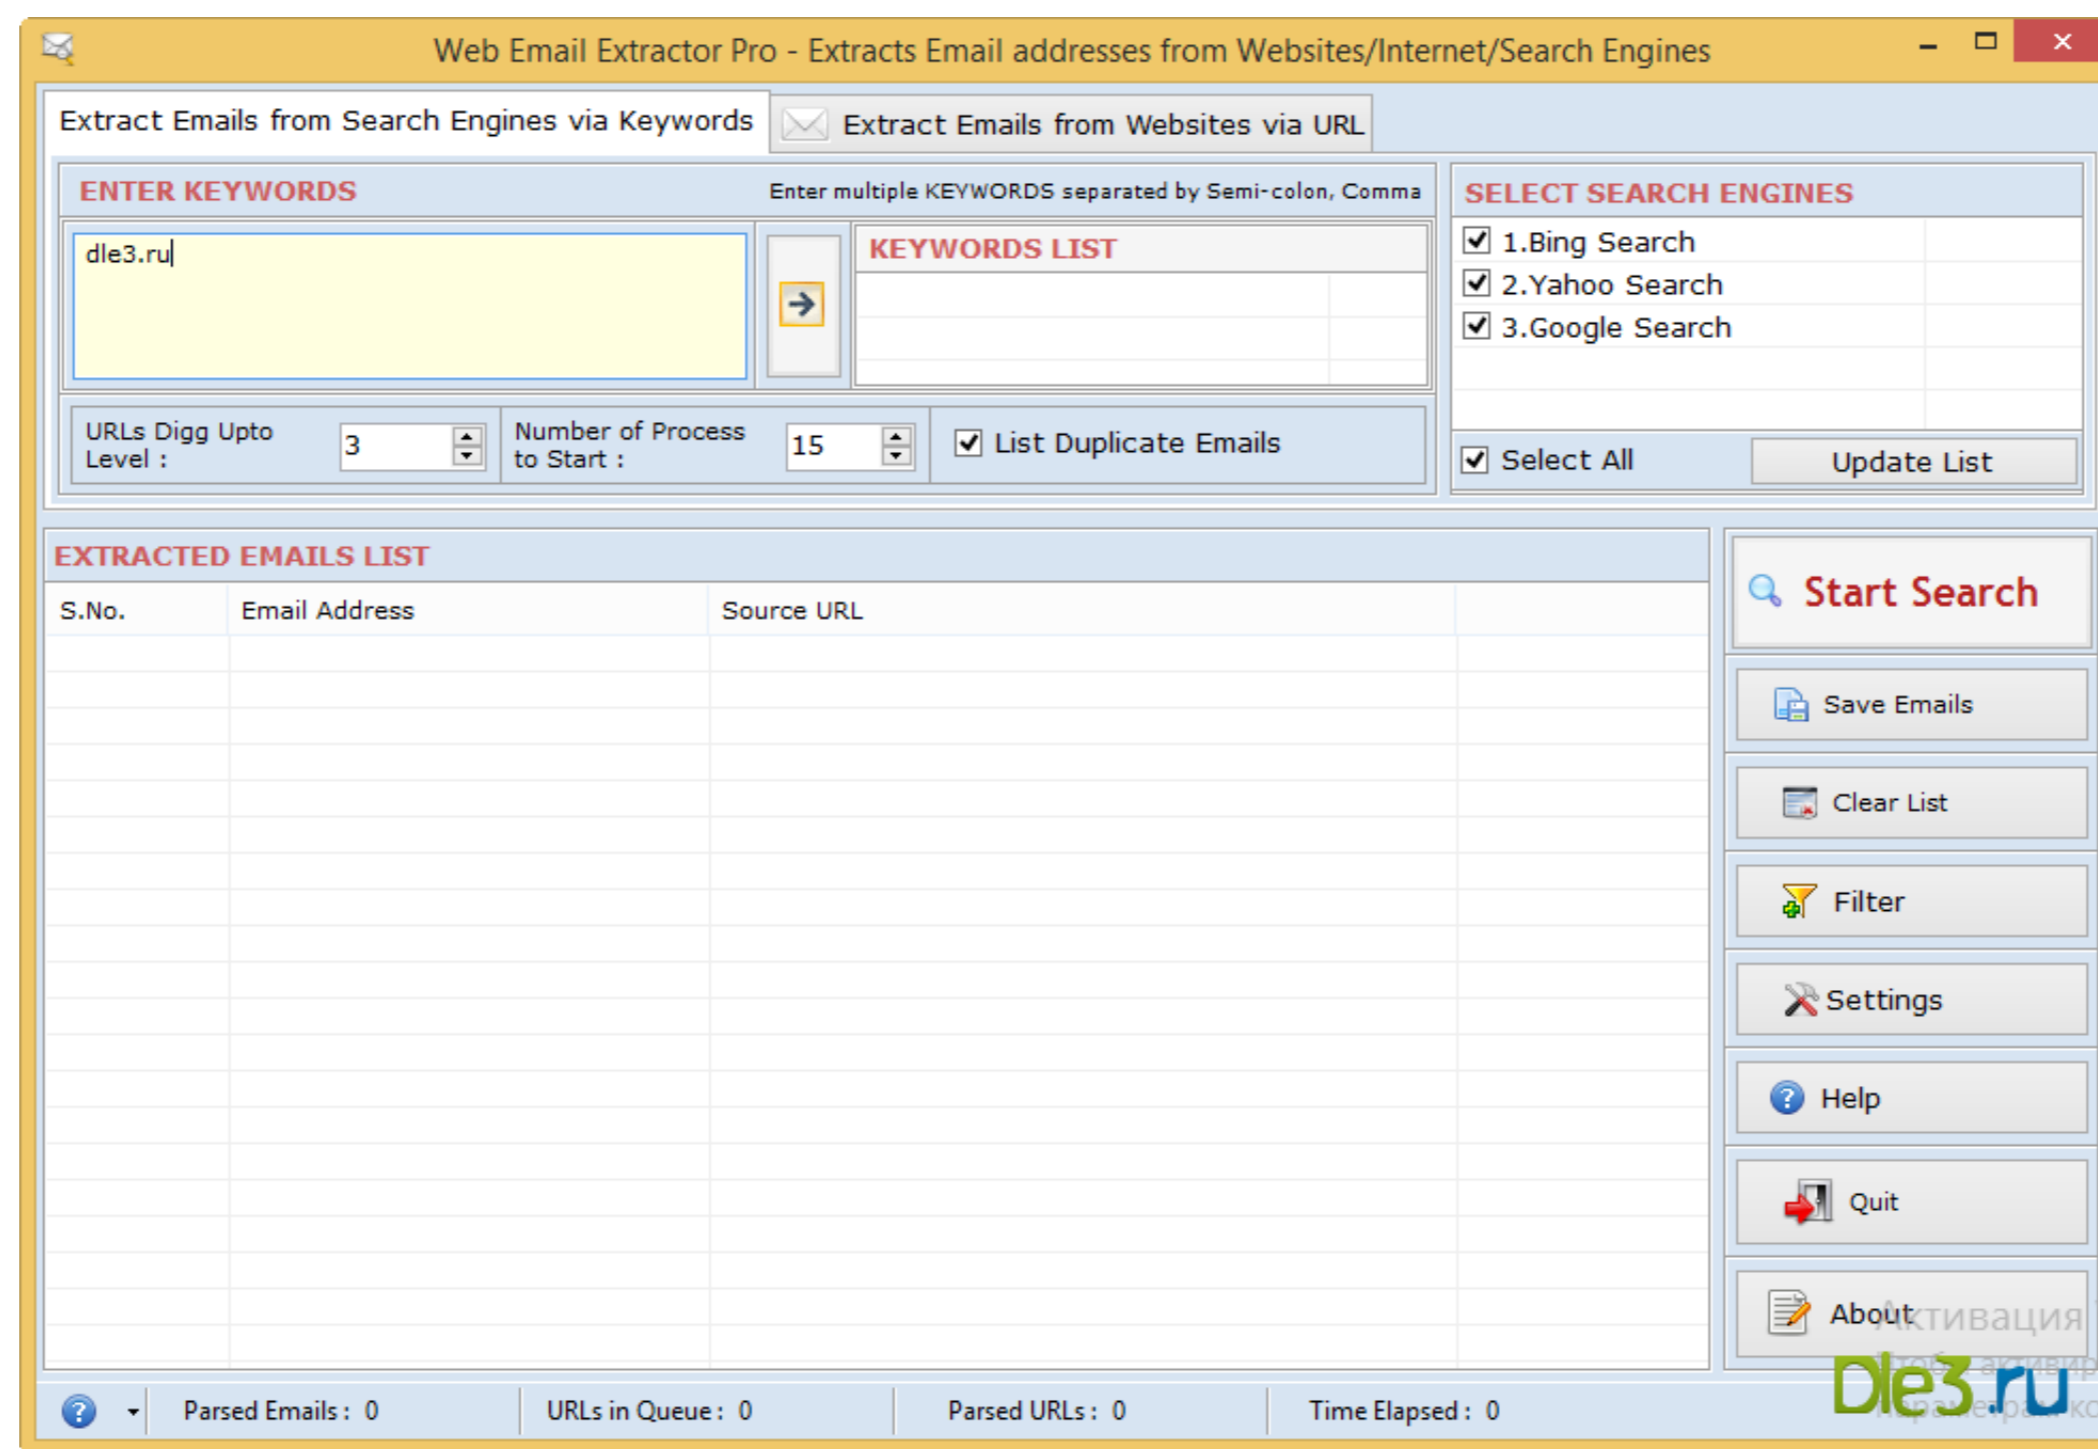 Web Email Extractor Pro - Extracts Email addresses from Websites/Internet/Search Engines
Extract Emails from Search Engines via Keywords
Extract Emails from Websites via URL
ENTER KEYWORDS
Enter multiple KEYWORDS separated by Semi-colon, Comma
SELECT SEARCH ENGINES
dle3.ru
KEYWORDS LIST
1.Bing Search
2.Yahoo Search
3.Google Search
URLs Digg Upto
Level :
3
Number of Process
to Start :
15
List Duplicate Emails
Select All
Update List
EXTRACTED EMAILS LIST
S.No.
Email Address
Source URL
Start Search
Save Emails
Clear List
Filter
Settings
Help
Quit
About
Активация
Dle3.ru
Parsed Emails : 0
URLs in Queue : 0
Parsed URLs : 0
Time Elapsed : 0